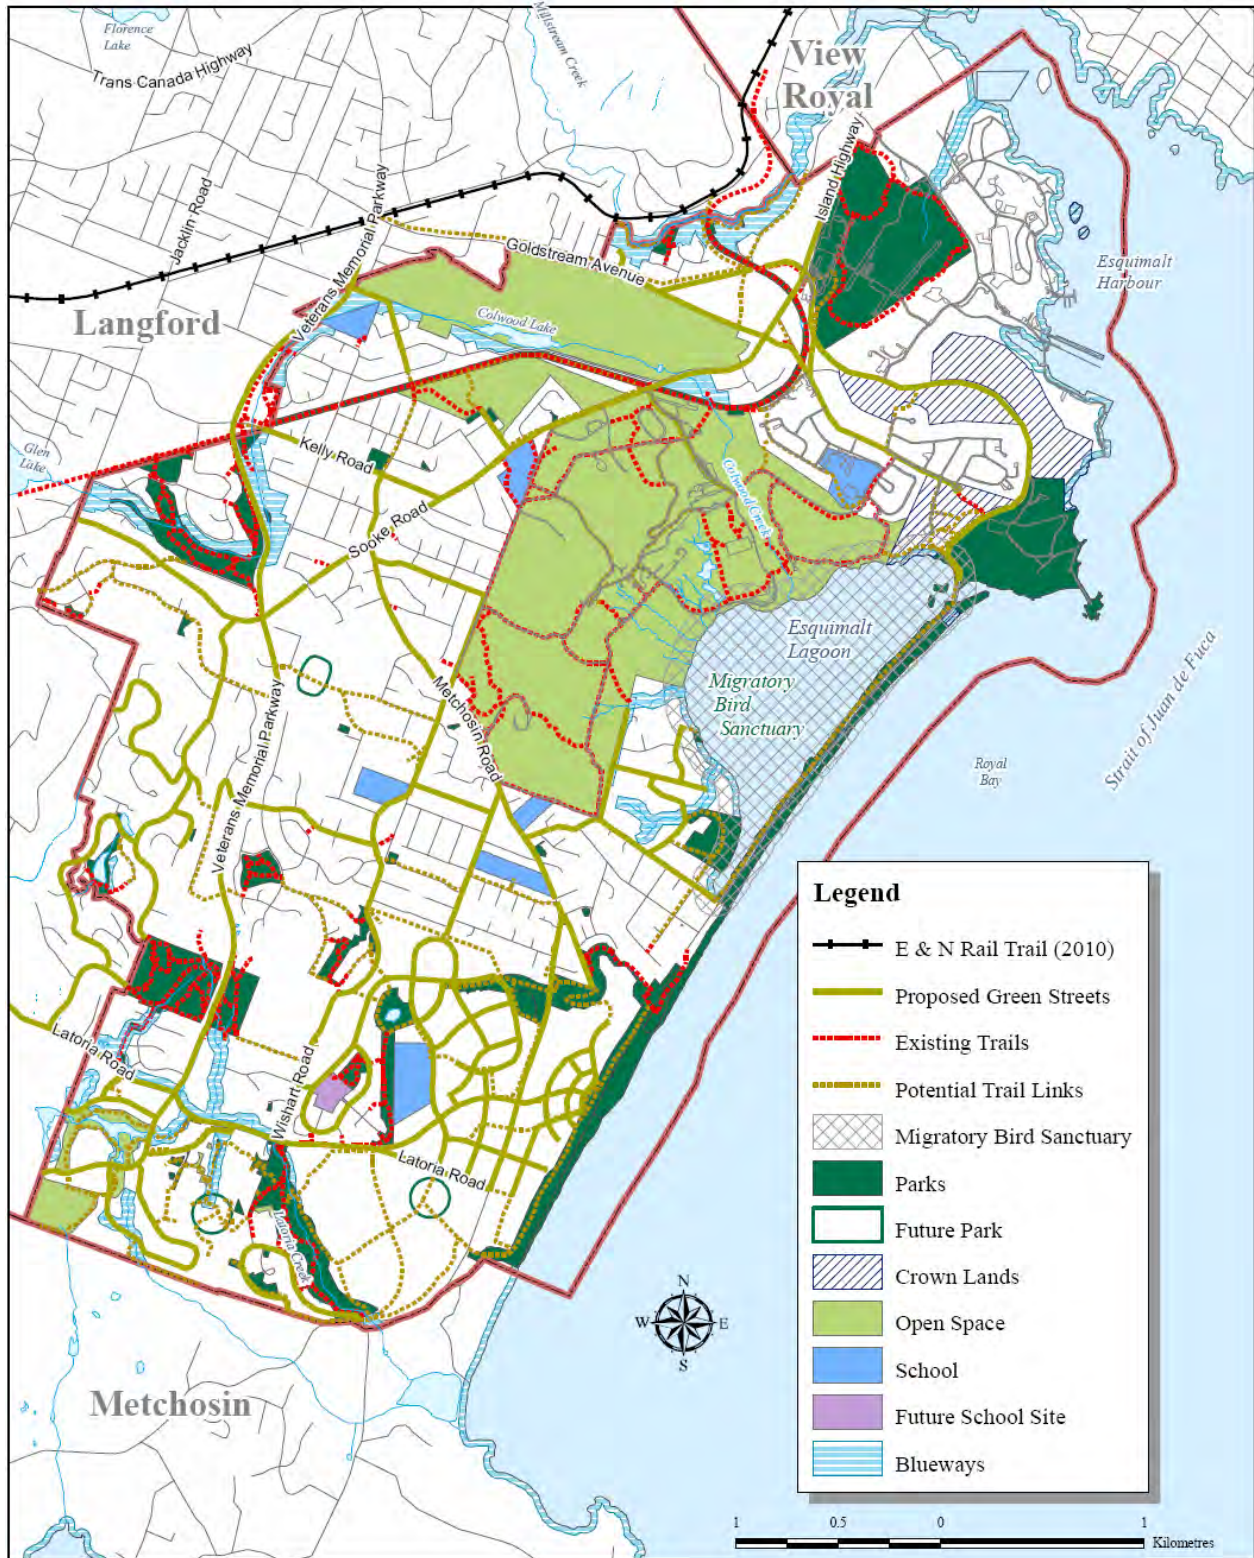 Florence
Lake
Trans Canada Highway
Millstream Creek
View
Royal
Island Highway
Jacklin Road
Veterans Memorial Parkway
Goldstream Avenue
Esquimalt
Harbour
Langford
Colwood Lake
Glen
Lake
Kelly Road
Sooke Road
Colwood Creek
Esquimalt
Lagoon
Migratory
Bird
Sanctuary
Metchosin Road
Veterans Memorial Parkway
Royal
Bay
Strait of Juan de Fuca
Latoria Road
Wishart Road
Latoria Road
Latoria Creek
Metchosin
Legend
E & N Rail Trail (2010)
Proposed Green Streets
Existing Trails
Potential Trail Links
Migratory Bird Sanctuary
Parks
Future Park
Crown Lands
Open Space
School
Future School Site
Blueways
N
W E
S
1 0.5 0 1
Kilometres